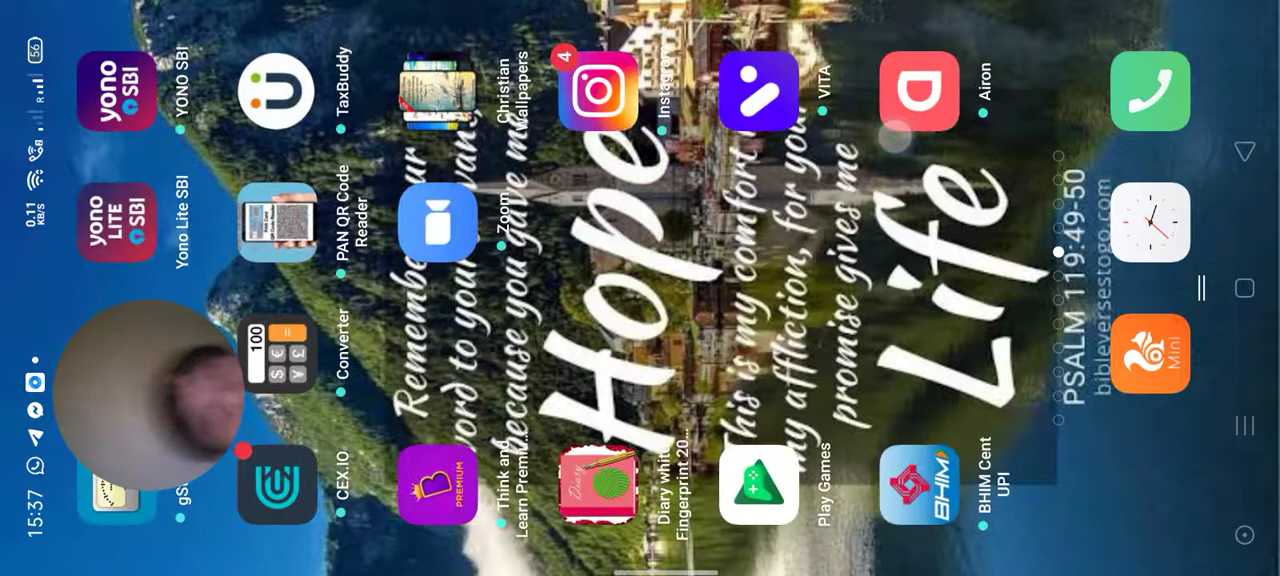 15:37
0.11
KB/S
R
56
gS
Yono Lite SBI
YONO SBI
yono
LITE
SBI
yono
SBI
CEX.IO
Converter
PAN QR Code
Reader
TaxBuddy
100
PREMIUM
Think and
Learn Premi...
Zoom
Christian
Wallpapers
Diary
Diary white
Fingerprint 20...
Instagram
4
Play Games
VITA
BHIM
BHIM Cent
UPI
Airon
Mini
Remember your
word to your
because you gave me
Hope
This is my comfort
my affliction, for your
promise gives me
Life
PSALM 119:49-50
bibleversestogo.com